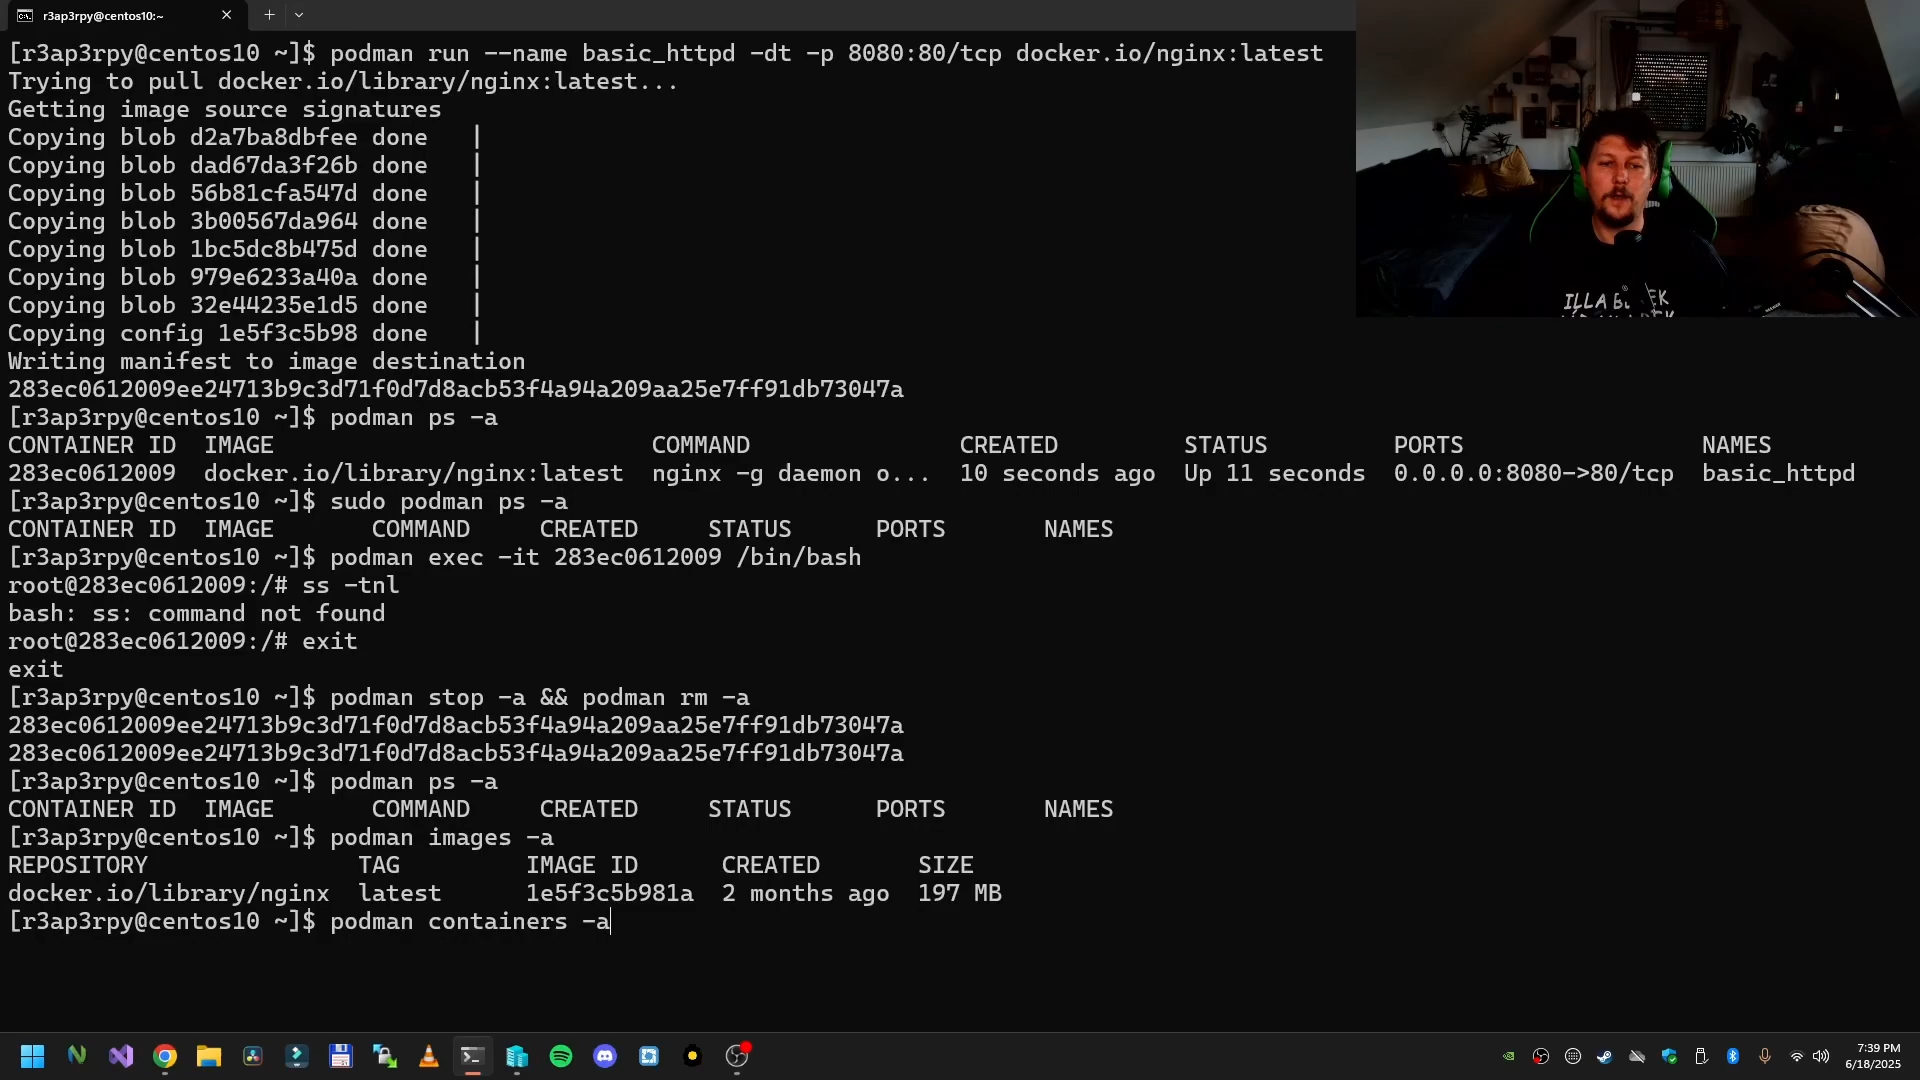 r3ap3rpy@centos10:~
[r3ap3rpy@centos10 ~]$ podman run --name basic_httpd -dt -p 8080:80/tcp docker.io/nginx:latest
Trying to pull docker.io/library/nginx:latest...
Getting image source signatures
Copying blob d2a7ba8dbfee done   |
Copying blob dad67da3f26b done   |
Copying blob 56b81cfa547d done   |
Copying blob 3b00567da964 done   |
Copying blob 1bc5dc8b475d done   |
Copying blob 979e6233a40a done   |
Copying blob 32e44235e1d5 done   |
Copying config 1e5f3c5b98 done   |
Writing manifest to image destination
283ec0612009ee24713b9c3d71f0d7d8acb53f4a94a209aa25e7ff91db73047a
[r3ap3rpy@centos10 ~]$ podman ps -a
CONTAINER ID  IMAGE                           COMMAND               CREATED         STATUS         PORTS                 NAMES
283ec0612009  docker.io/library/nginx:latest  nginx -g daemon o...  10 seconds ago  Up 11 seconds  0.0.0.0:8080->80/tcp  basic_httpd
[r3ap3rpy@centos10 ~]$ sudo podman ps -a
CONTAINER ID  IMAGE       COMMAND     CREATED     STATUS      PORTS       NAMES
[r3ap3rpy@centos10 ~]$ podman exec -it 283ec0612009 /bin/bash
root@283ec0612009:/# ss -tnl
bash: ss: command not found
root@283ec0612009:/# exit
exit
[r3ap3rpy@centos10 ~]$ podman stop -a && podman rm -a
283ec0612009ee24713b9c3d71f0d7d8acb53f4a94a209aa25e7ff91db73047a
283ec0612009ee24713b9c3d71f0d7d8acb53f4a94a209aa25e7ff91db73047a
[r3ap3rpy@centos10 ~]$ podman ps -a
CONTAINER ID  IMAGE       COMMAND     CREATED     STATUS      PORTS       NAMES
[r3ap3rpy@centos10 ~]$ podman images -a
REPOSITORY               TAG         IMAGE ID      CREATED       SIZE
docker.io/library/nginx  latest      1e5f3c5b981a  2 months ago  197 MB
[r3ap3rpy@centos10 ~]$ podman containers -a
7:39 PM
6/18/2025